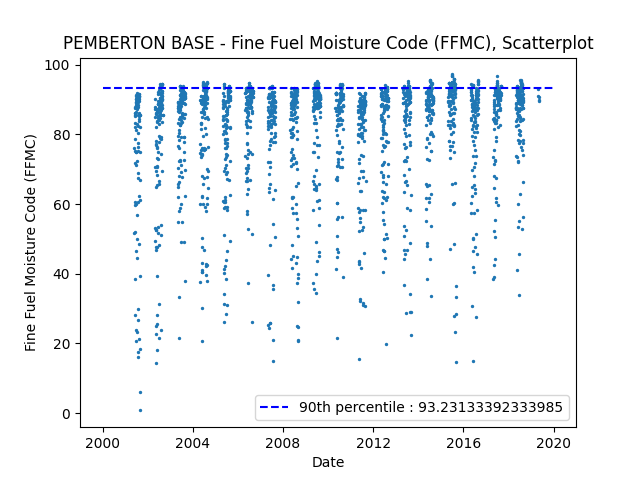 PEMBERTON BASE - Fine Fuel Moisture Code (FFMC), Scatterplot
100
80
60
40
20
0
Fine Fuel Moisture Code (FFMC)
90th percentile : 93.23133392333985
2000 2004 2008 2012 2016 2020
Date